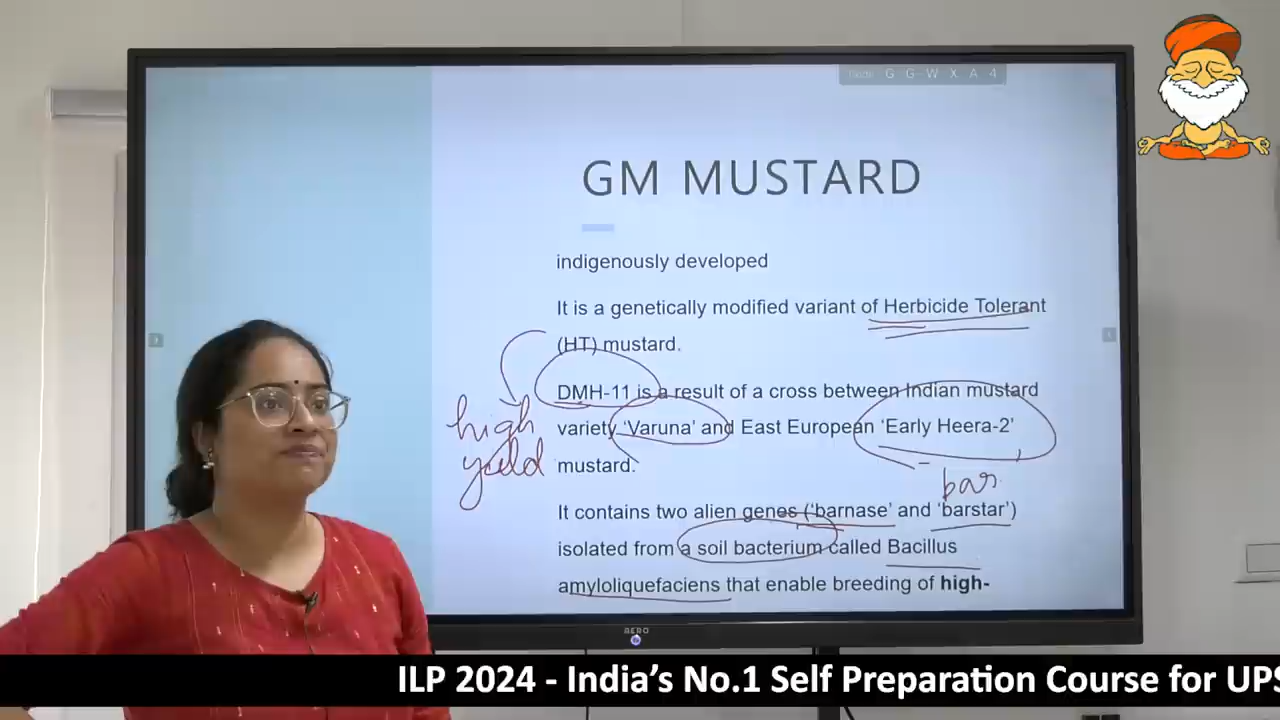 Code G G W X A 4
GM MUSTARD
indigenously developed
It is a genetically modified variant of Herbicide Tolerant
(HT) mustard.
DMH-11 is a result of a cross between Indian mustard
variety ‘Varuna’ and East European ‘Early Heera-2’
mustard.
high
yield
bar
It contains two alien genes (‘barnase’ and ‘barstar’)
isolated from a soil bacterium called Bacillus
amyloliquefaciens that enable breeding of high-
ILP 2024 - India’s No.1 Self Preparation Course for UPS